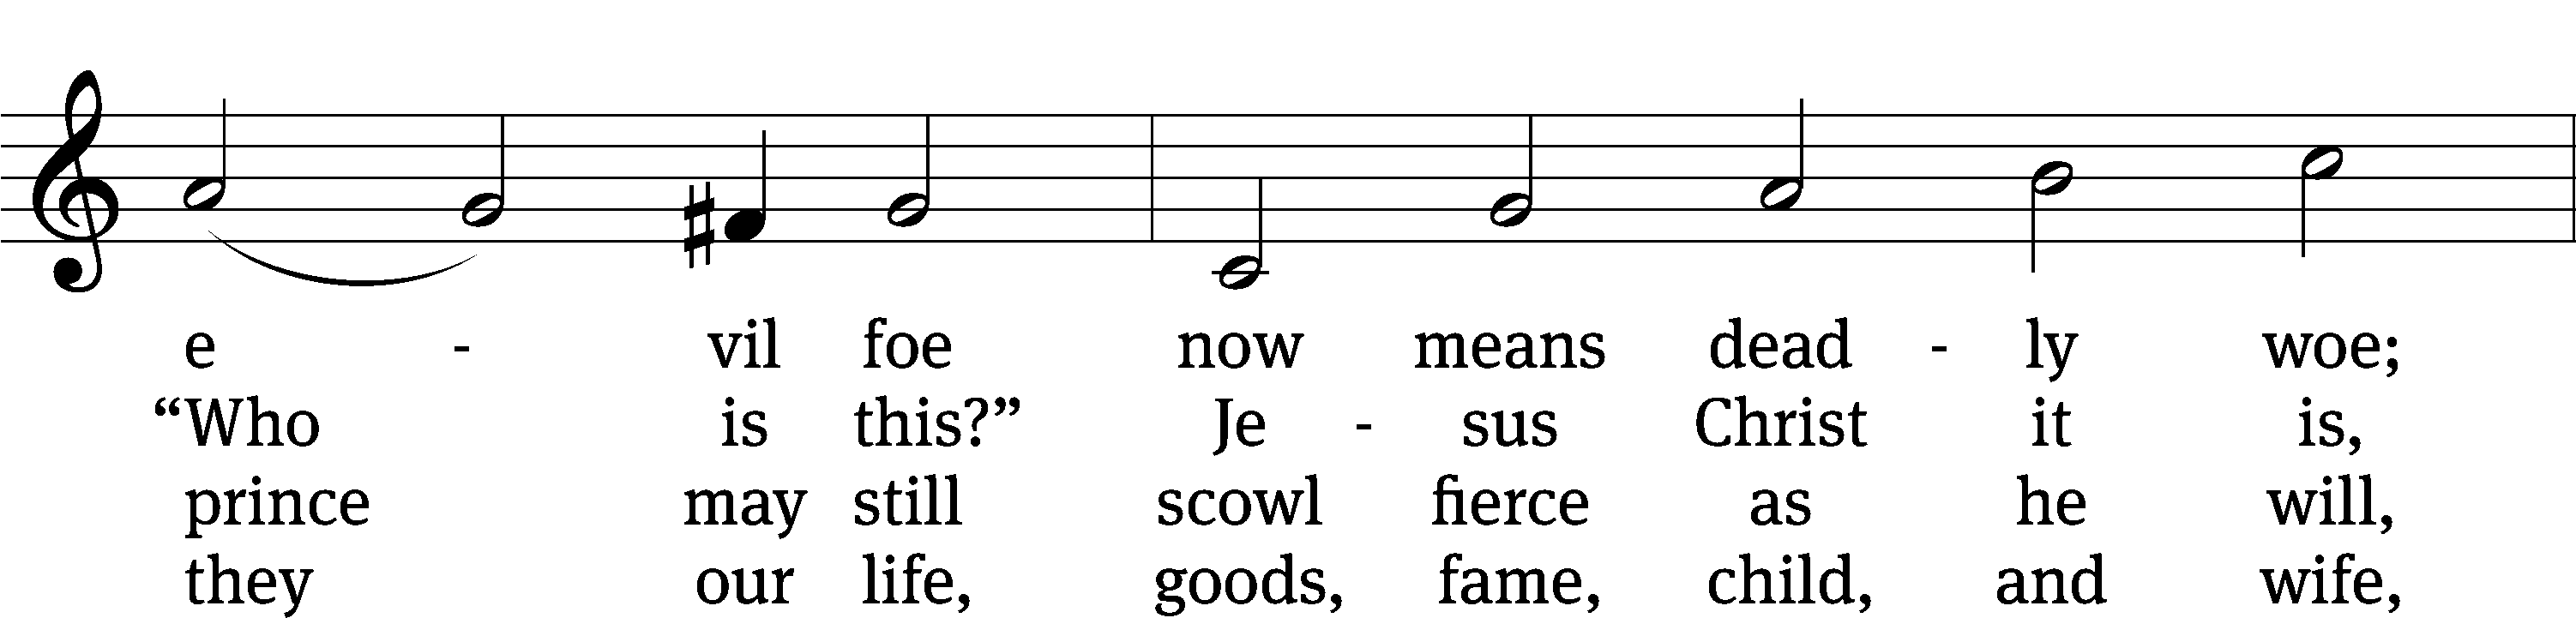 e - vil foe now means dead - ly woe;
“Who is this?” Je - sus Christ it is,
prince may still scowl fierce as he will,
they our life, goods, fame, child, and wife,